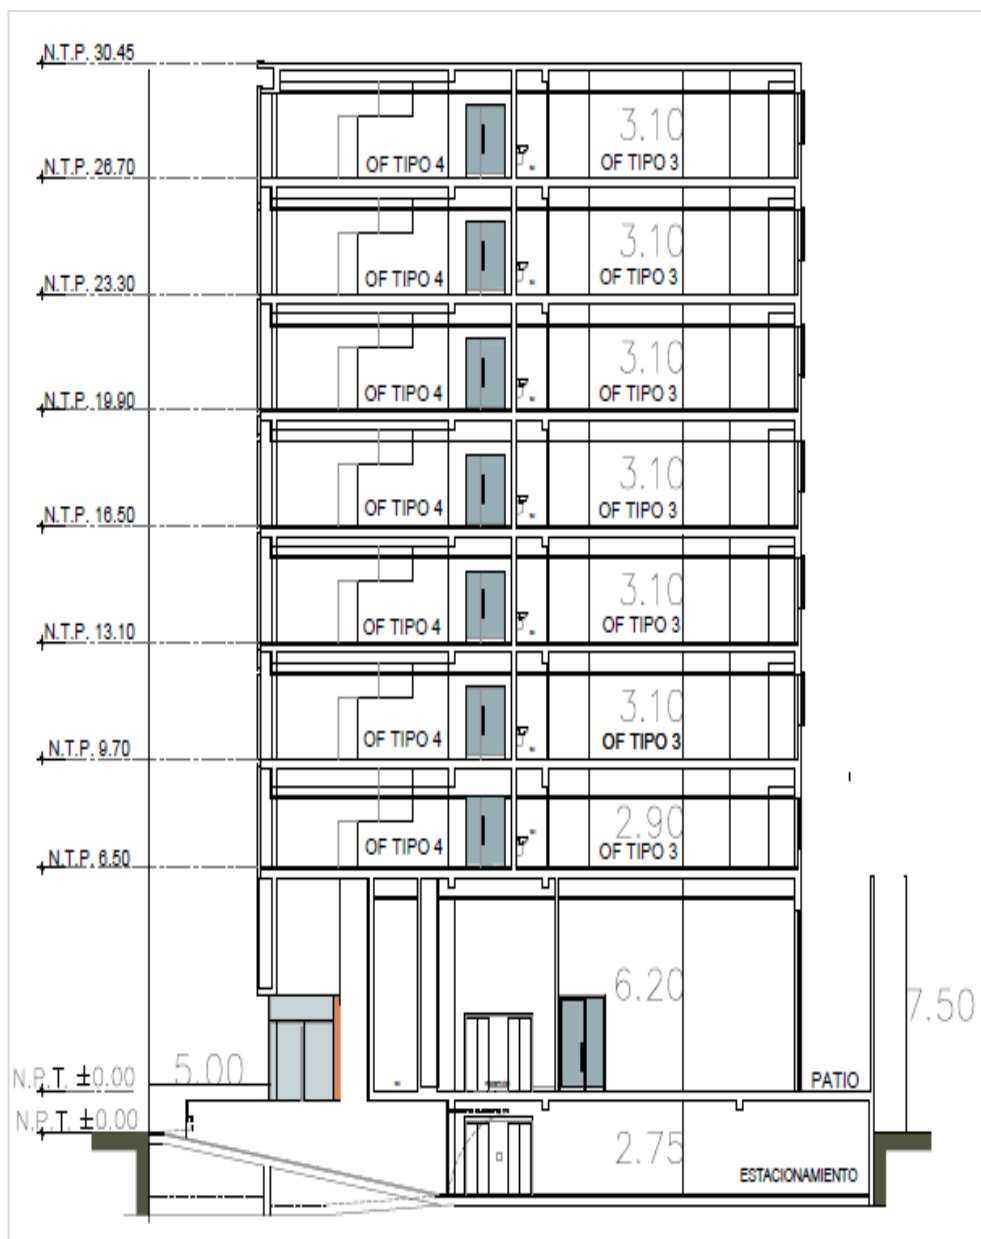 N.T.P. 30.45
3.10
OF TIPO 4
OF TIPO 3
N.T.P. 26.70
3.10
OF TIPO 4
OF TIPO 3
N.T.P. 23.30
3.10
OF TIPO 4
OF TIPO 3
N.T.P. 19.90
3.10
OF TIPO 4
OF TIPO 3
N.T.P. 16.50
3.10
OF TIPO 4
OF TIPO 3
N.T.P. 13.10
3.10
OF TIPO 4
OF TIPO 3
N.T.P. 9.70
2.90
OF TIPO 4
OF TIPO 3
N.T.P. 6.50
6.20
7.50
5.00
N.P.T. ±0.00
PATIO
N.P.T. ±0.00
2.75
ESTACIONAMIENTO